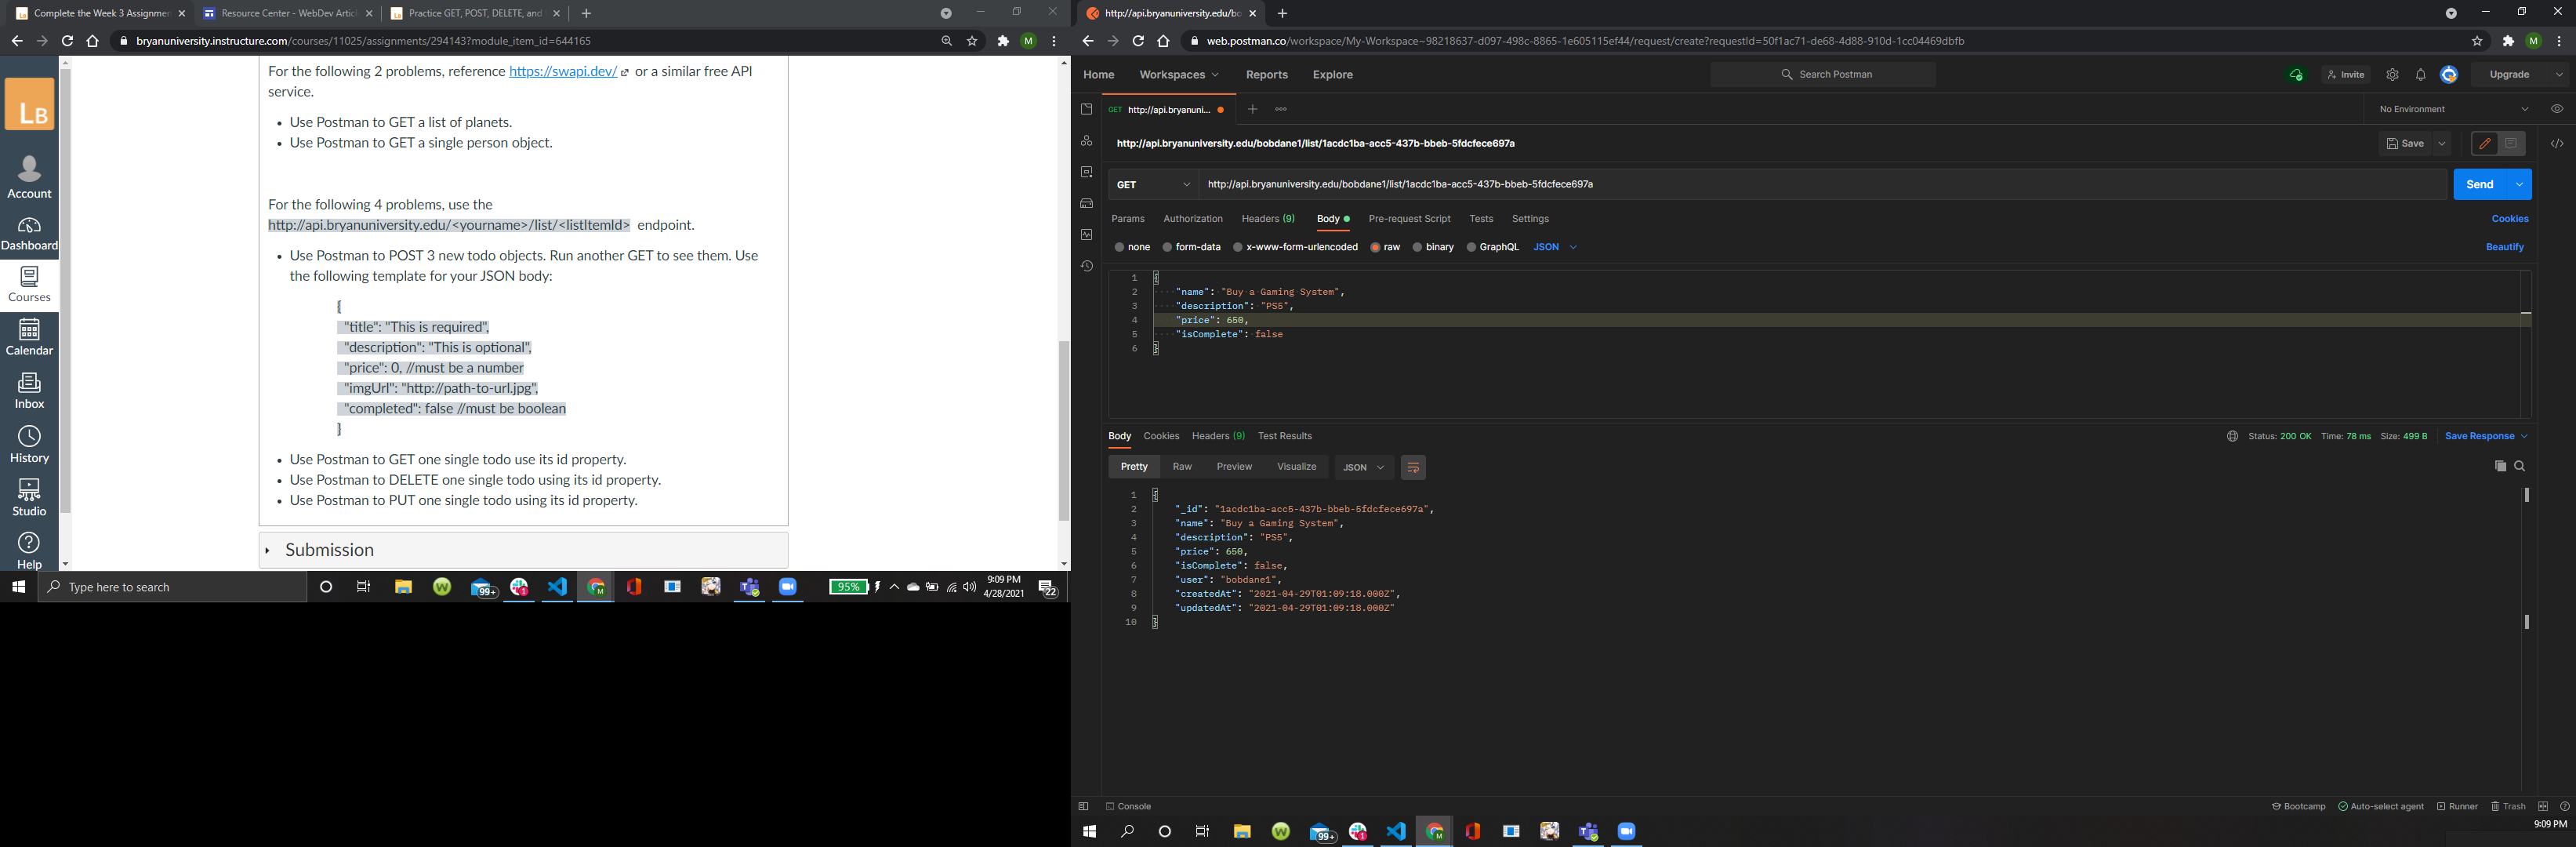 Complete the Week 3 Assignmen
Resource Center - WebDev Articl
Practice GET, POST, DELETE, and
bryanuniversity.instructure.com/courses/11025/assignments/294143?module_item_id=644165
M
LB
Account
Dashboard
Courses
Calendar
Inbox
History
Studio
Help
For the following 2 problems, reference https://swapi.dev/ or a similar free API
service.
Use Postman to GET a list of planets.
Use Postman to GET a single person object.
For the following 4 problems, use the
http://api.bryanuniversity.edu/<yourname>/list/<listItemId> endpoint.
Use Postman to POST 3 new todo objects. Run another GET to see them. Use
the following template for your JSON body:
{
"title": "This is required",
"description": "This is optional",
"price": 0, //must be a number
"imgUrl": "http://path-to-url.jpg",
"completed": false //must be boolean
}
Use Postman to GET one single todo use its id property.
Use Postman to DELETE one single todo using its id property.
Use Postman to PUT one single todo using its id property.
Submission
Type here to search
99+
95%
9:09 PM
4/28/2021
22
http://api.bryanuniversity.edu/bo
web.postman.co/workspace/My-Workspace~98218637-d097-498c-8865-1e605115ef44/request/create?requestId=50f1ac71-de68-4d88-910d-1cc04469dbfb
M
Home Workspaces Reports Explore
Search Postman
Invite
Upgrade
GET http://api.bryanuni...
No Environment
http://api.bryanuniversity.edu/bobdane1/list/1acdc1ba-acc5-437b-bbeb-5fdcfece697a
Save
GET http://api.bryanuniversity.edu/bobdane1/list/1acdc1ba-acc5-437b-bbeb-5fdcfece697a
Send
Params Authorization Headers (9) Body Pre-request Script Tests Settings
Cookies
none form-data x-www-form-urlencoded raw binary GraphQL JSON
Beautify
1 {
2 "name": "Buy a Gaming System",
3 "description": "PS5",
4 "price": 650,
5 "isComplete": false
6 }
Body Cookies Headers (9) Test Results
Status: 200 OK Time: 78 ms Size: 499 B Save Response
Pretty Raw Preview Visualize JSON
1 {
2 "_id": "1acdc1ba-acc5-437b-bbeb-5fdcfece697a",
3 "name": "Buy a Gaming System",
4 "description": "PS5",
5 "price": 650,
6 "isComplete": false,
7 "user": "bobdane1",
8 "createdAt": "2021-04-29T01:09:18.000Z",
9 "updatedAt": "2021-04-29T01:09:18.000Z"
10 }
Console
Bootcamp Auto-select agent Runner Trash
99+
9:09 PM